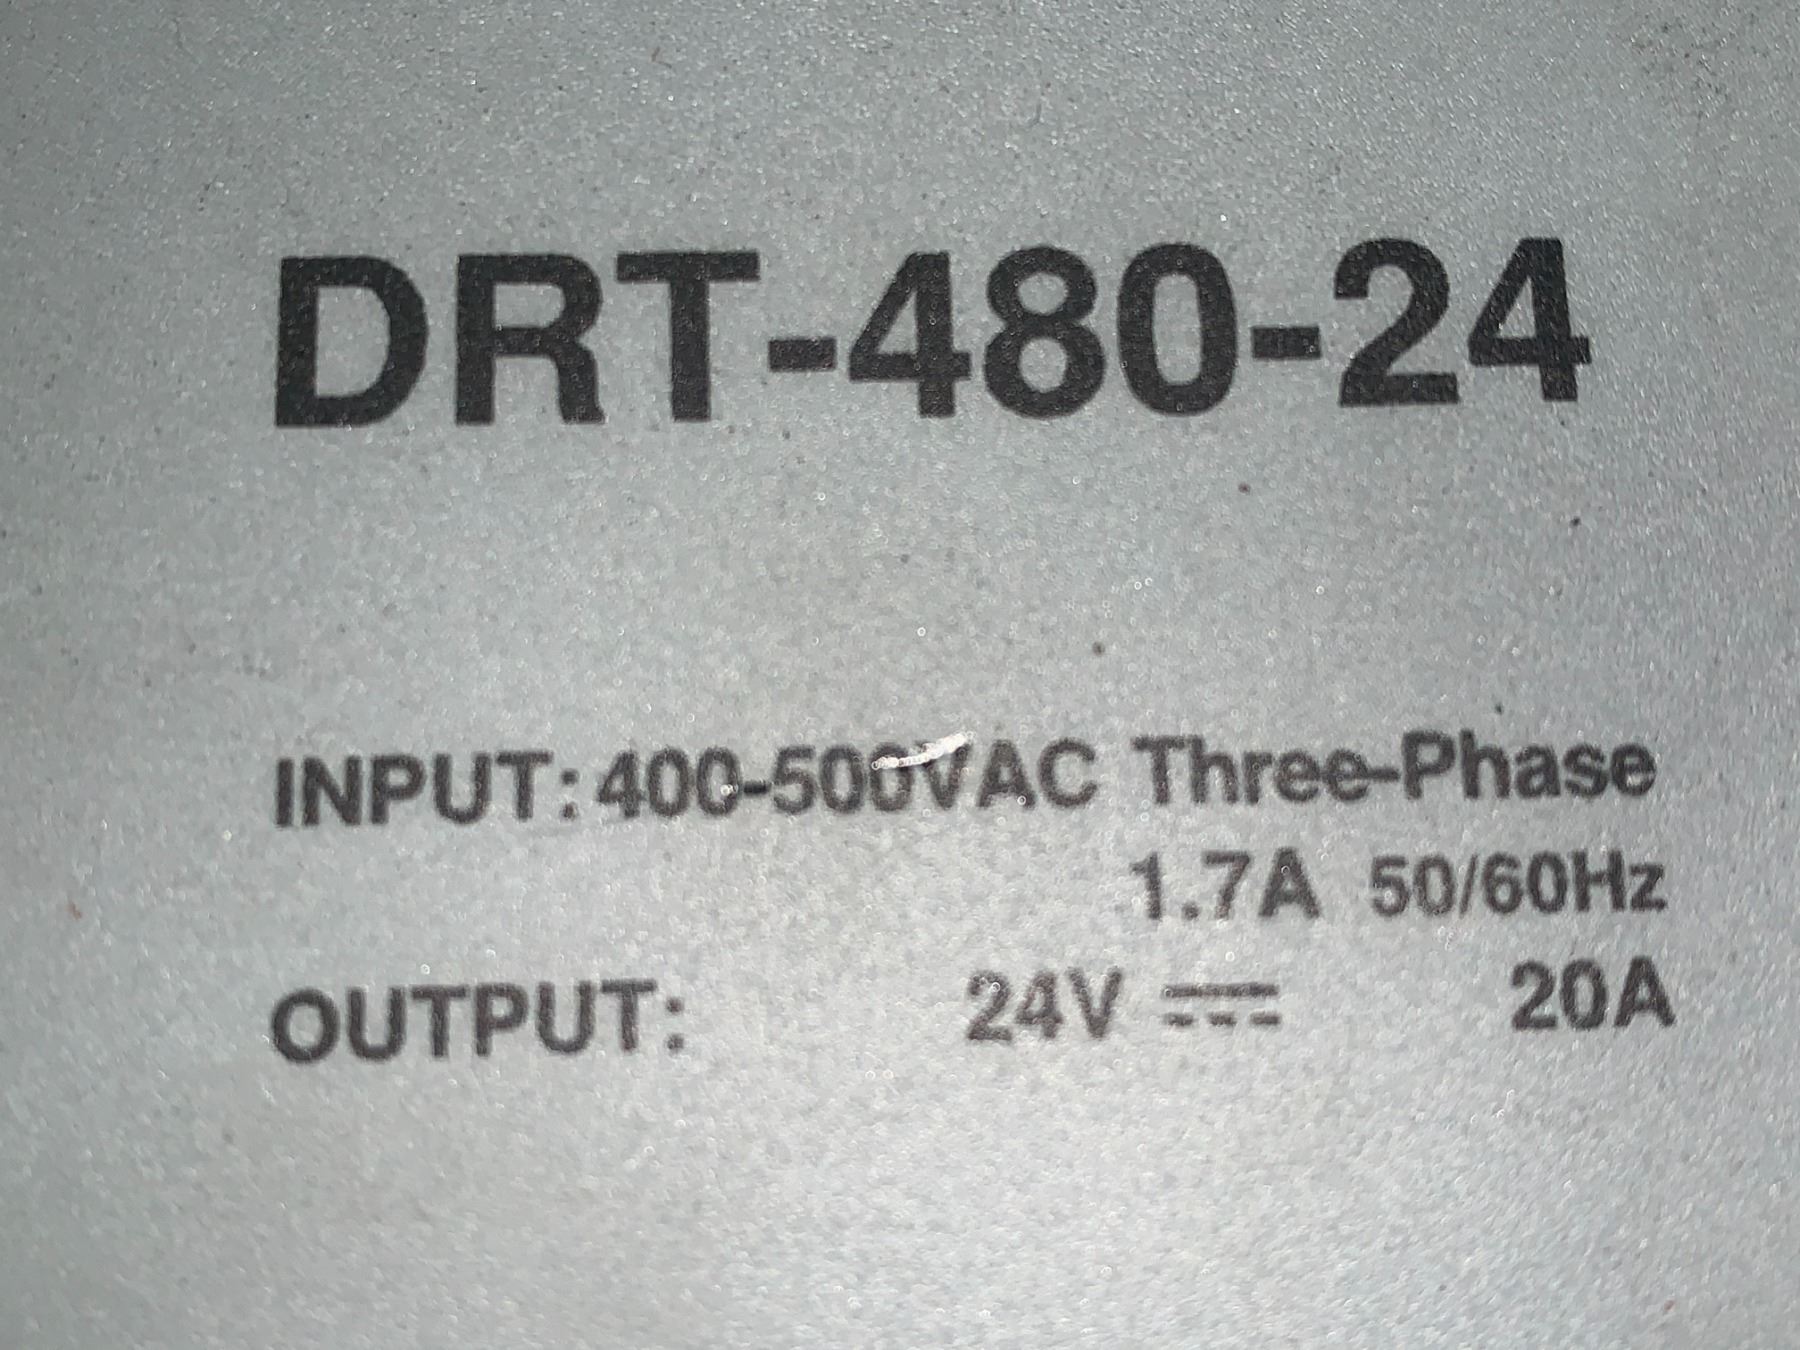 DRT-480-24
INPUT: 400-500VAC Three-Phase
1.7A 50/60Hz
OUTPUT: 24V ⎓ 20A